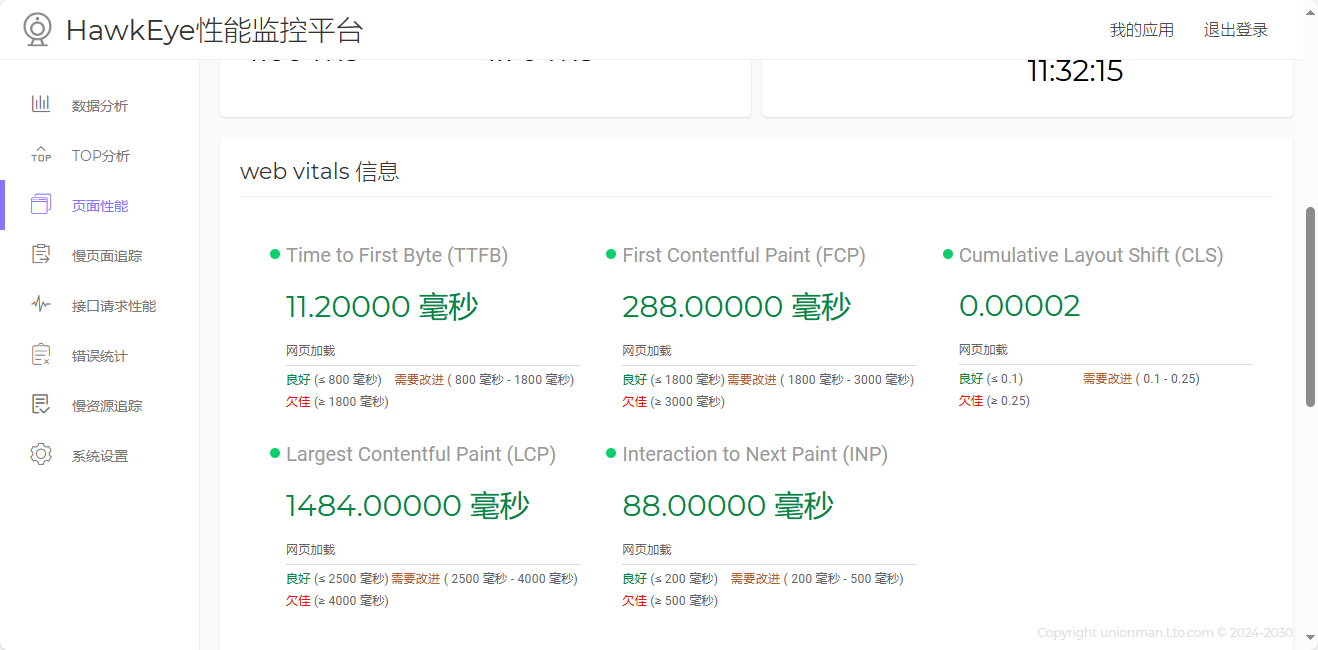 HawkEye性能监控平台
我的应用
退出登录
数据分析
TOP分析
页面性能
慢页面追踪
接口请求性能
错误统计
慢资源追踪
系统设置
11:32:15
web vitals 信息
Time to First Byte (TTFB)
11.20000 毫秒
网页加载
良好 (≤ 800 毫秒) 需要改进 ( 800 毫秒 - 1800 毫秒)
欠佳 (≥ 1800 毫秒)
First Contentful Paint (FCP)
288.00000 毫秒
网页加载
良好 (≤ 1800 毫秒) 需要改进 ( 1800 毫秒 - 3000 毫秒)
欠佳 (≥ 3000 毫秒)
Cumulative Layout Shift (CLS)
0.00002
网页加载
良好 (≤ 0.1) 需要改进 ( 0.1 - 0.25)
欠佳 (≥ 0.25)
Largest Contentful Paint (LCP)
1484.00000 毫秒
网页加载
良好 (≤ 2500 毫秒) 需要改进 ( 2500 毫秒 - 4000 毫秒)
欠佳 (≥ 4000 毫秒)
Interaction to Next Paint (INP)
88.00000 毫秒
网页加载
良好 (≤ 200 毫秒) 需要改进 ( 200 毫秒 - 500 毫秒)
欠佳 (≥ 500 毫秒)
Copyright unionman.Lto.com © 2024-2030